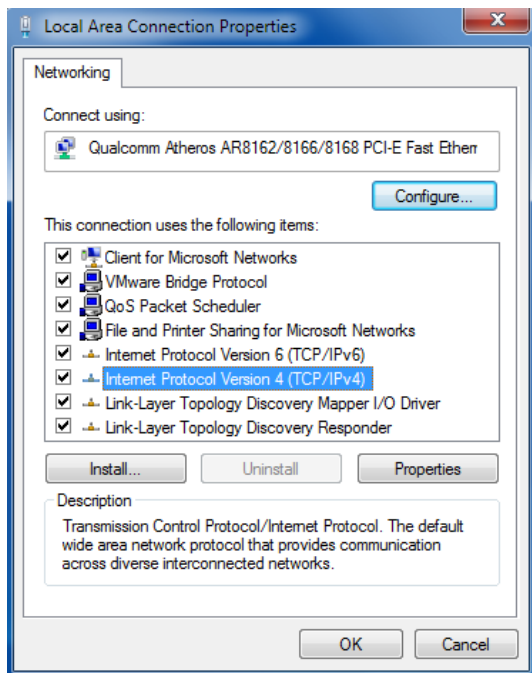 Local Area Connection Properties
Networking
Connect using:
Qualcomm Atheros AR8162/8166/8168 PCI-E Fast Ethern
Configure...
This connection uses the following items:
Client for Microsoft Networks
VMware Bridge Protocol
QoS Packet Scheduler
File and Printer Sharing for Microsoft Networks
Internet Protocol Version 6 (TCP/IPv6)
Internet Protocol Version 4 (TCP/IPv4)
Link-Layer Topology Discovery Mapper I/O Driver
Link-Layer Topology Discovery Responder
Install... Uninstall Properties
Description
Transmission Control Protocol/Internet Protocol. The default
wide area network protocol that provides communication
across diverse interconnected networks.
OK Cancel